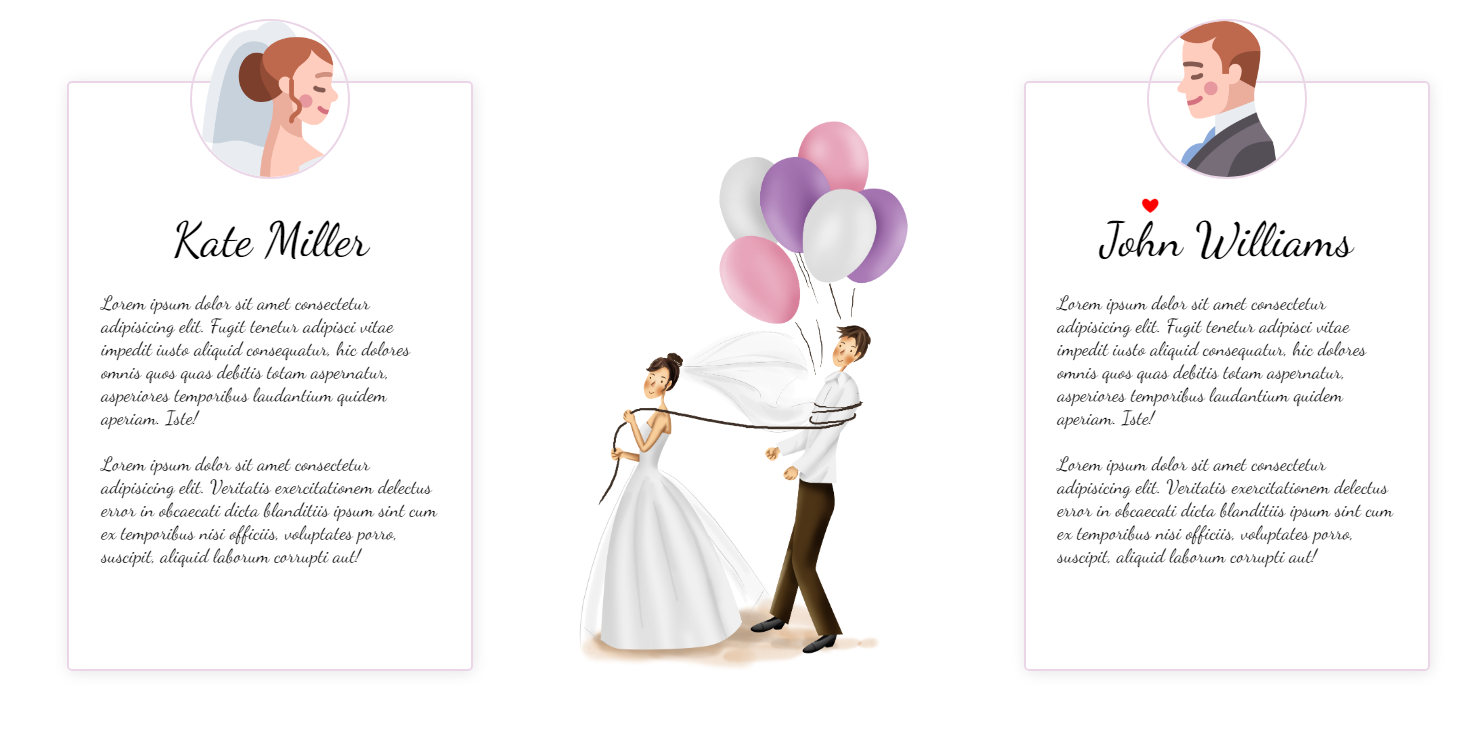 Kate Miller
Lorem ipsum dolor sit amet consectetur
adipisicing elit. Fugit tenetur adipisci vitae
impedit iusto aliquid consequatur, hic dolores
omnis quos quas debitis totam aspernatur,
asperiores temporibus laudantium quidem
aperiam. Iste!
Lorem ipsum dolor sit amet consectetur
adipisicing elit. Veritatis exercitationem delectus
error in obcaecati dicta blanditiis ipsum sint cum
ex temporibus nisi officiis, voluptates porro,
suscipit, aliquid laborum corrupti aut!
John Williams
Lorem ipsum dolor sit amet consectetur
adipisicing elit. Fugit tenetur adipisci vitae
impedit iusto aliquid consequatur, hic dolores
omnis quos quas debitis totam aspernatur,
asperiores temporibus laudantium quidem
aperiam. Iste!
Lorem ipsum dolor sit amet consectetur
adipisicing elit. Veritatis exercitationem delectus
error in obcaecati dicta blanditiis ipsum sint cum
ex temporibus nisi officiis, voluptates porro,
suscipit, aliquid laborum corrupti aut!